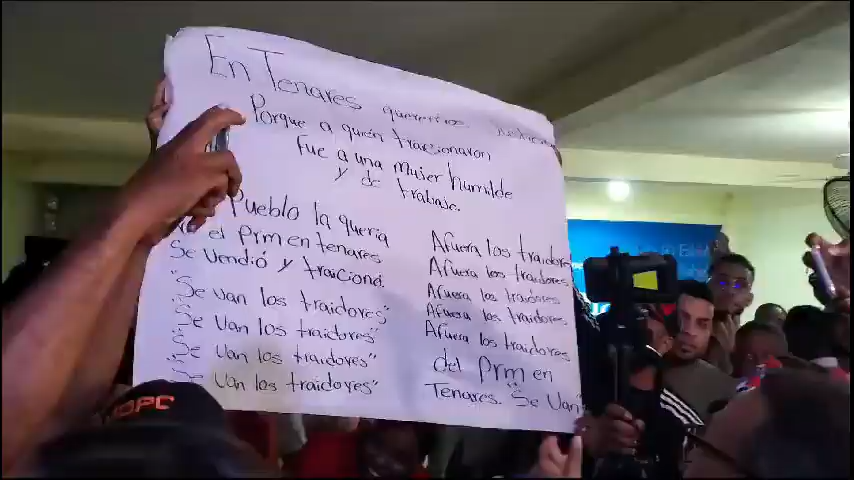 En Tenares queremos justicia
Porque a quien traicionaron
Fue a una Mujer humilde
y de trabajo.
Pueblo la queria
el Prm en tenares
Se Vendió y traicionó.
"Se van los traidores"
"Se Van los traidores"
"Se Van los traidores"
"Se Van los traidores"
Afuera los traidores
Afuera los traidores
Afuera los traidores
Afuera los traidores
Afuera los traidores
del Prm en
Tenares. Se Van"